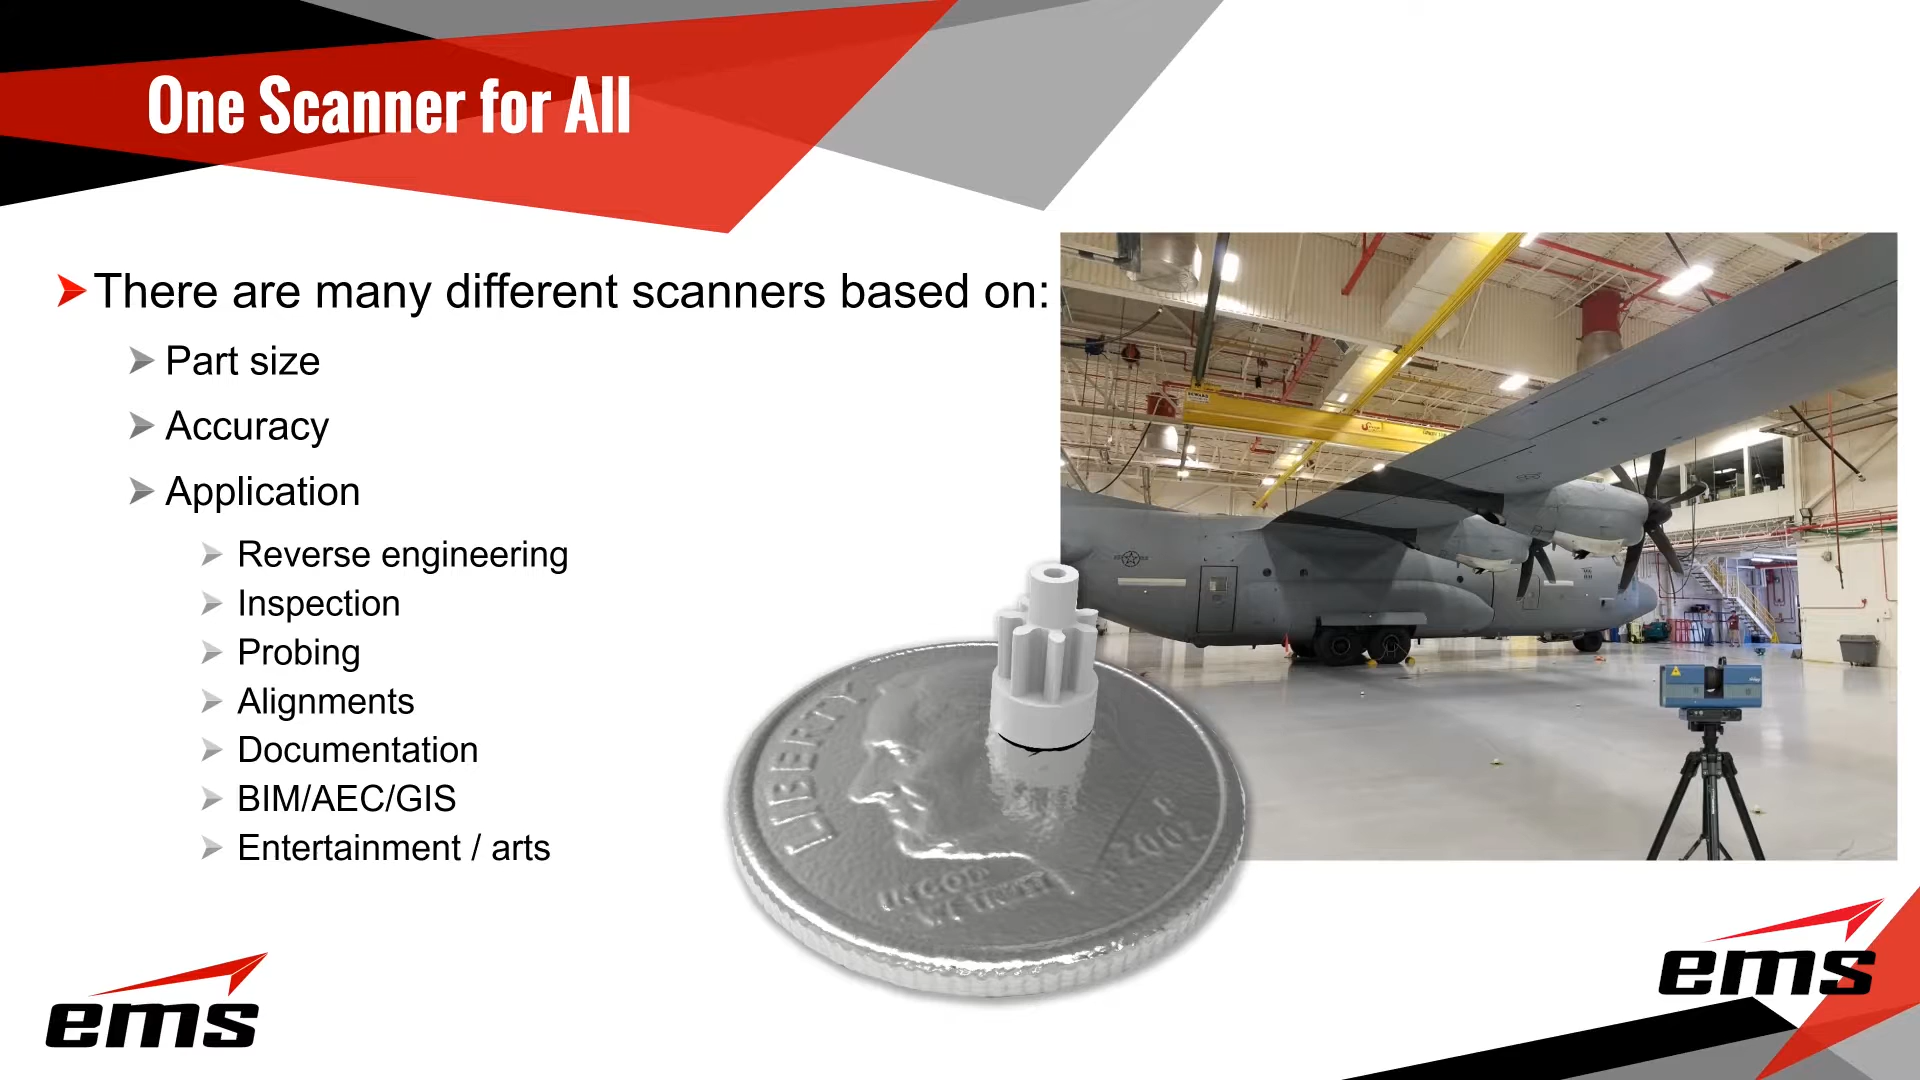 One Scanner for All
There are many different scanners based on:
Part size
Accuracy
Application
Reverse engineering
Inspection
Probing
Alignments
Documentation
BIM/AEC/GIS
Entertainment / arts
LIBERTY
IN GOD
WE TRUST
P
2002
ems
ems